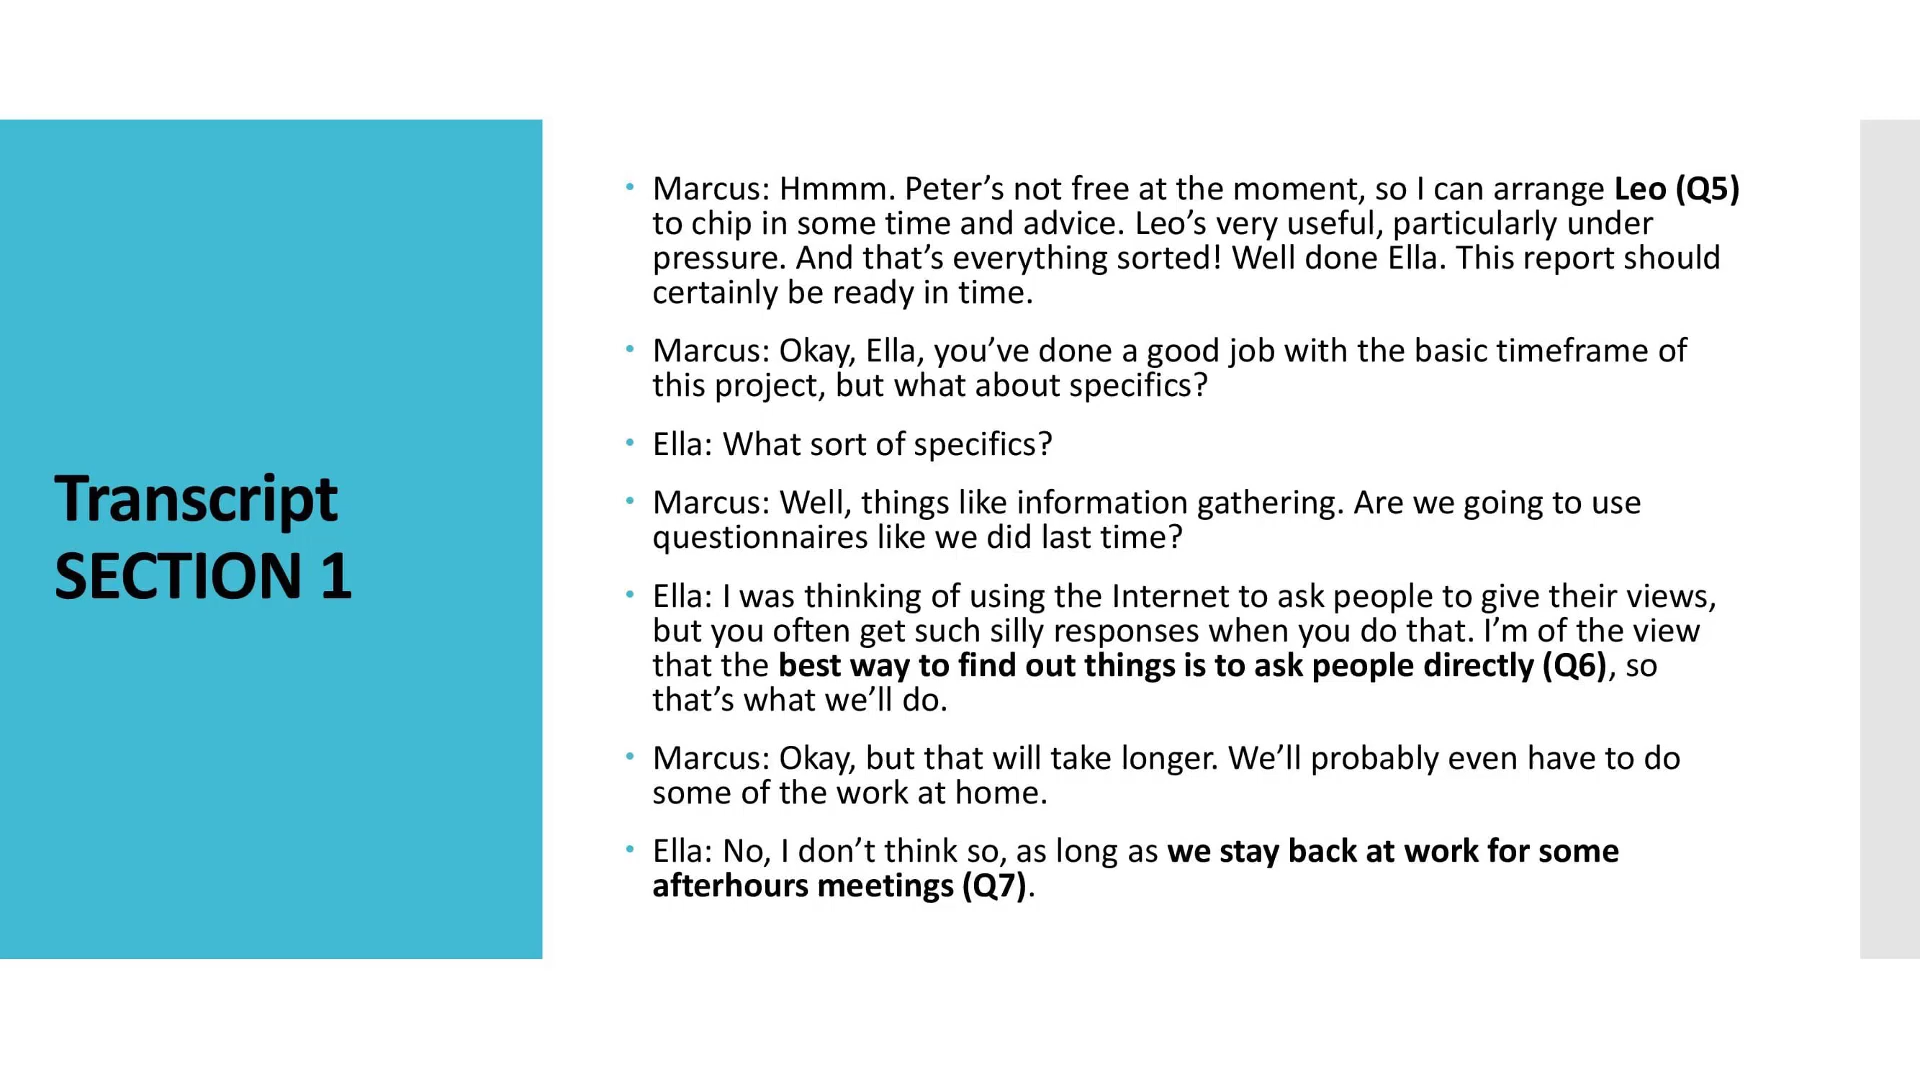 Transcript
SECTION 1
• Marcus: Hmmm. Peter’s not free at the moment, so I can arrange Leo (Q5)
to chip in some time and advice. Leo’s very useful, particularly under
pressure. And that’s everything sorted! Well done Ella. This report should
certainly be ready in time.
• Marcus: Okay, Ella, you’ve done a good job with the basic timeframe of
this project, but what about specifics?
• Ella: What sort of specifics?
• Marcus: Well, things like information gathering. Are we going to use
questionnaires like we did last time?
• Ella: I was thinking of using the Internet to ask people to give their views,
but you often get such silly responses when you do that. I’m of the view
that the best way to find out things is to ask people directly (Q6), so
that’s what we’ll do.
• Marcus: Okay, but that will take longer. We’ll probably even have to do
some of the work at home.
• Ella: No, I don’t think so, as long as we stay back at work for some
afterhours meetings (Q7).